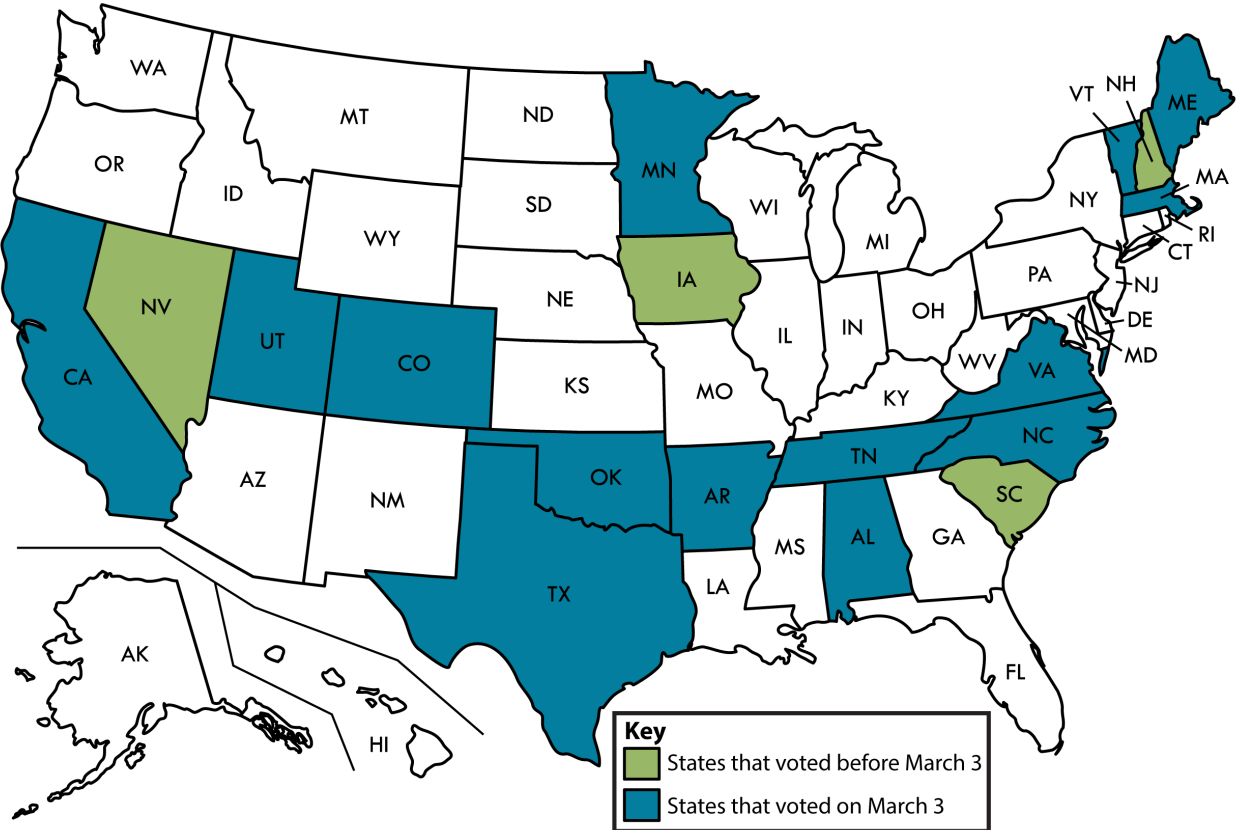 WA
MT
ND
MN
VT
NH
ME
OR
ID
SD
WI
MI
NY
MA
RI
CT
WY
NE
IA
PA
NJ
DE
MD
NV
UT
CO
IL
IN
OH
WV
VA
CA
KS
MO
KY
NC
AZ
NM
OK
AR
TN
SC
MS
AL
GA
TX
LA
AK
HI
FL
Key
States that voted before March 3
States that voted on March 3